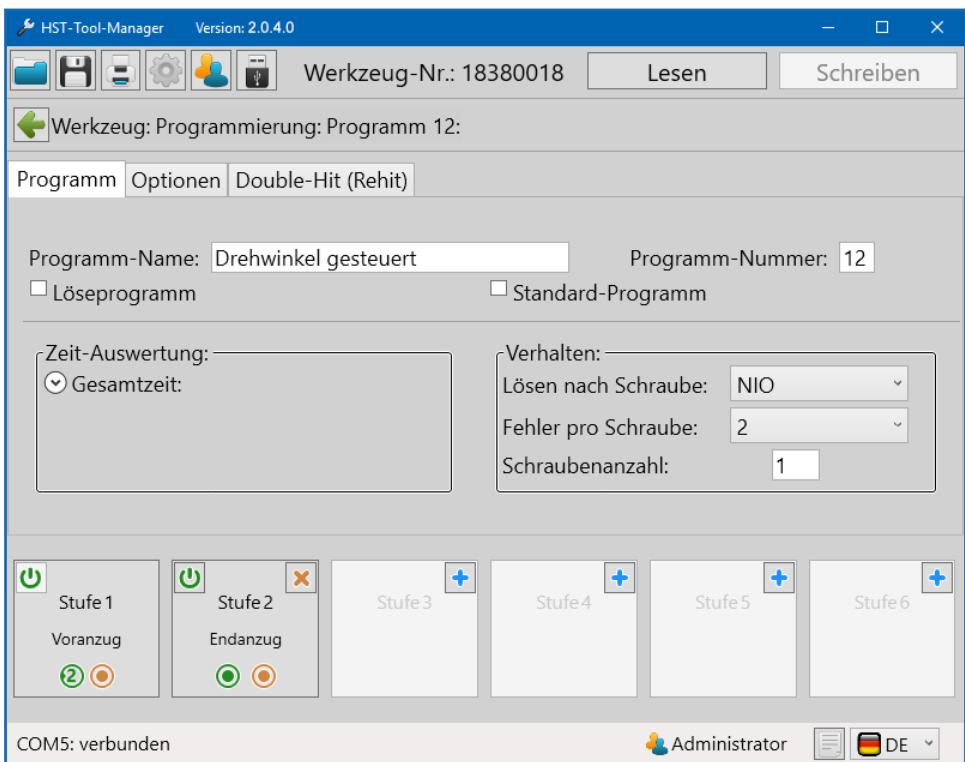 HST-Tool-Manager Version: 2.0.4.0
Werkzeug-Nr.: 18380018 Lesen Schreiben
Werkzeug: Programmierung: Programm 12:
Programm Optionen Double-Hit (Rehit)
Programm-Name: Drehwinkel gesteuert Programm-Nummer: 12
Löseprogramm Standard-Programm
Zeit-Auswertung: Verhalten:
Gesamtzeit: Lösen nach Schraube: NIO
Fehler pro Schraube: 2
Schraubenanzahl: 1
Stufe 1 Stufe 2 Stufe 3 Stufe 4 Stufe 5 Stufe 6
Voranzug Endanzug
2
COM5: verbunden Administrator DE